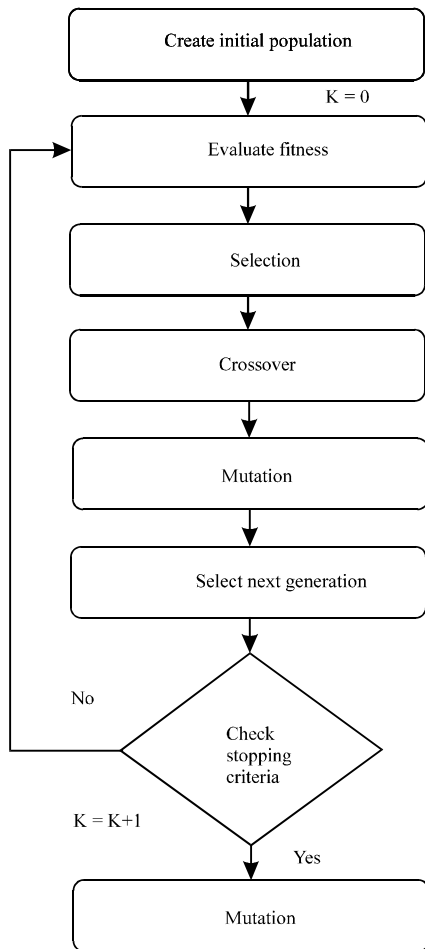 Create initial population
K = 0
Evaluate fitness
Selection
Crossover
Mutation
Select next generation
No
Check
stopping
criteria
K = K+1
Yes
Mutation